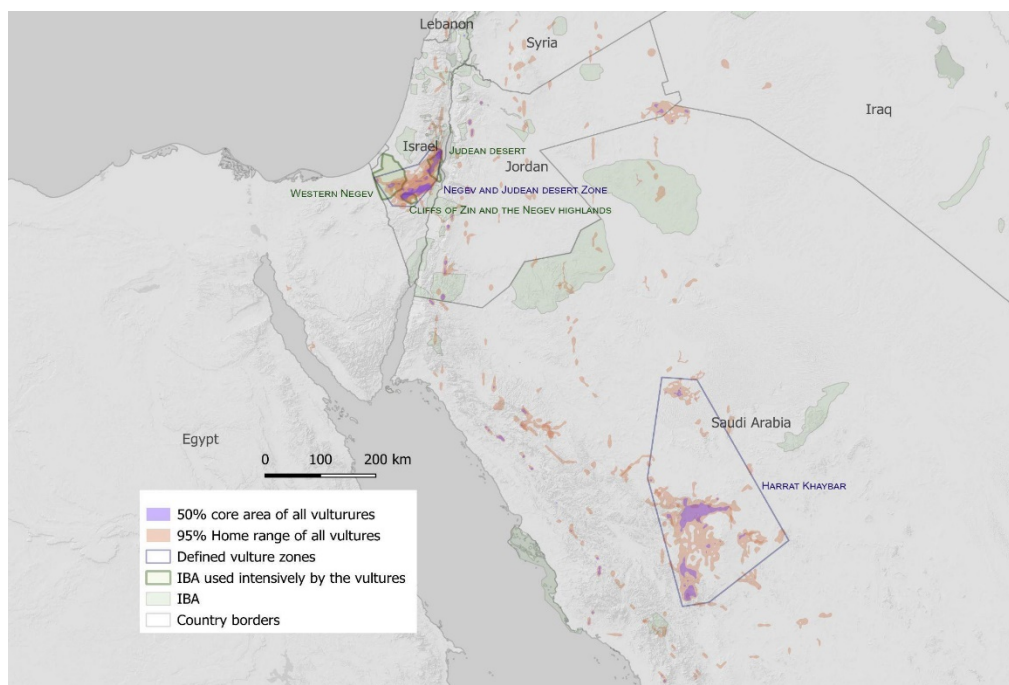 Lebanon
Syria
Iraq
Israel
JUDEAN DESERT
Jordan
WESTERN NEGEV
NEGEV AND JUDEAN DESERT ZONE
CLIFFS OF ZIN AND THE NEGEV HIGHLANDS
Saudi Arabia
Egypt
HARRAT KHAYBAR
0 100 200 km
50% core area of all vulturures
95% Home range of all vultures
Defined vulture zones
IBA used intensively by the vultures
IBA
Country borders